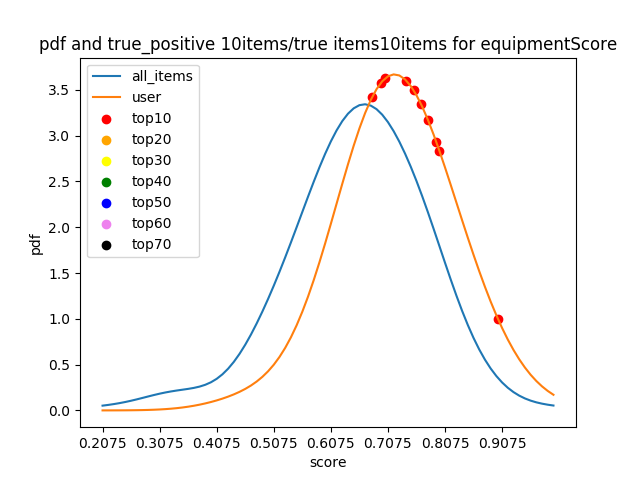 pdf and true_positive 10items/true items10items for equipmentScore
all_items
user
top10
top20
top30
top40
top50
top60
top70
3.5
3.0
2.5
2.0
1.5
1.0
0.5
0.0
pdf
0.2075 0.3075 0.4075 0.5075 0.6075 0.7075 0.8075 0.9075
score